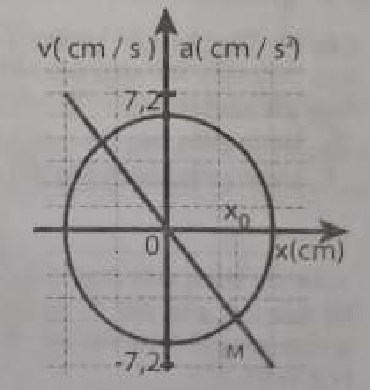 v( cm / s ) a( cm / s²)
7,2
x₀
0 x(cm)
M
-7,2